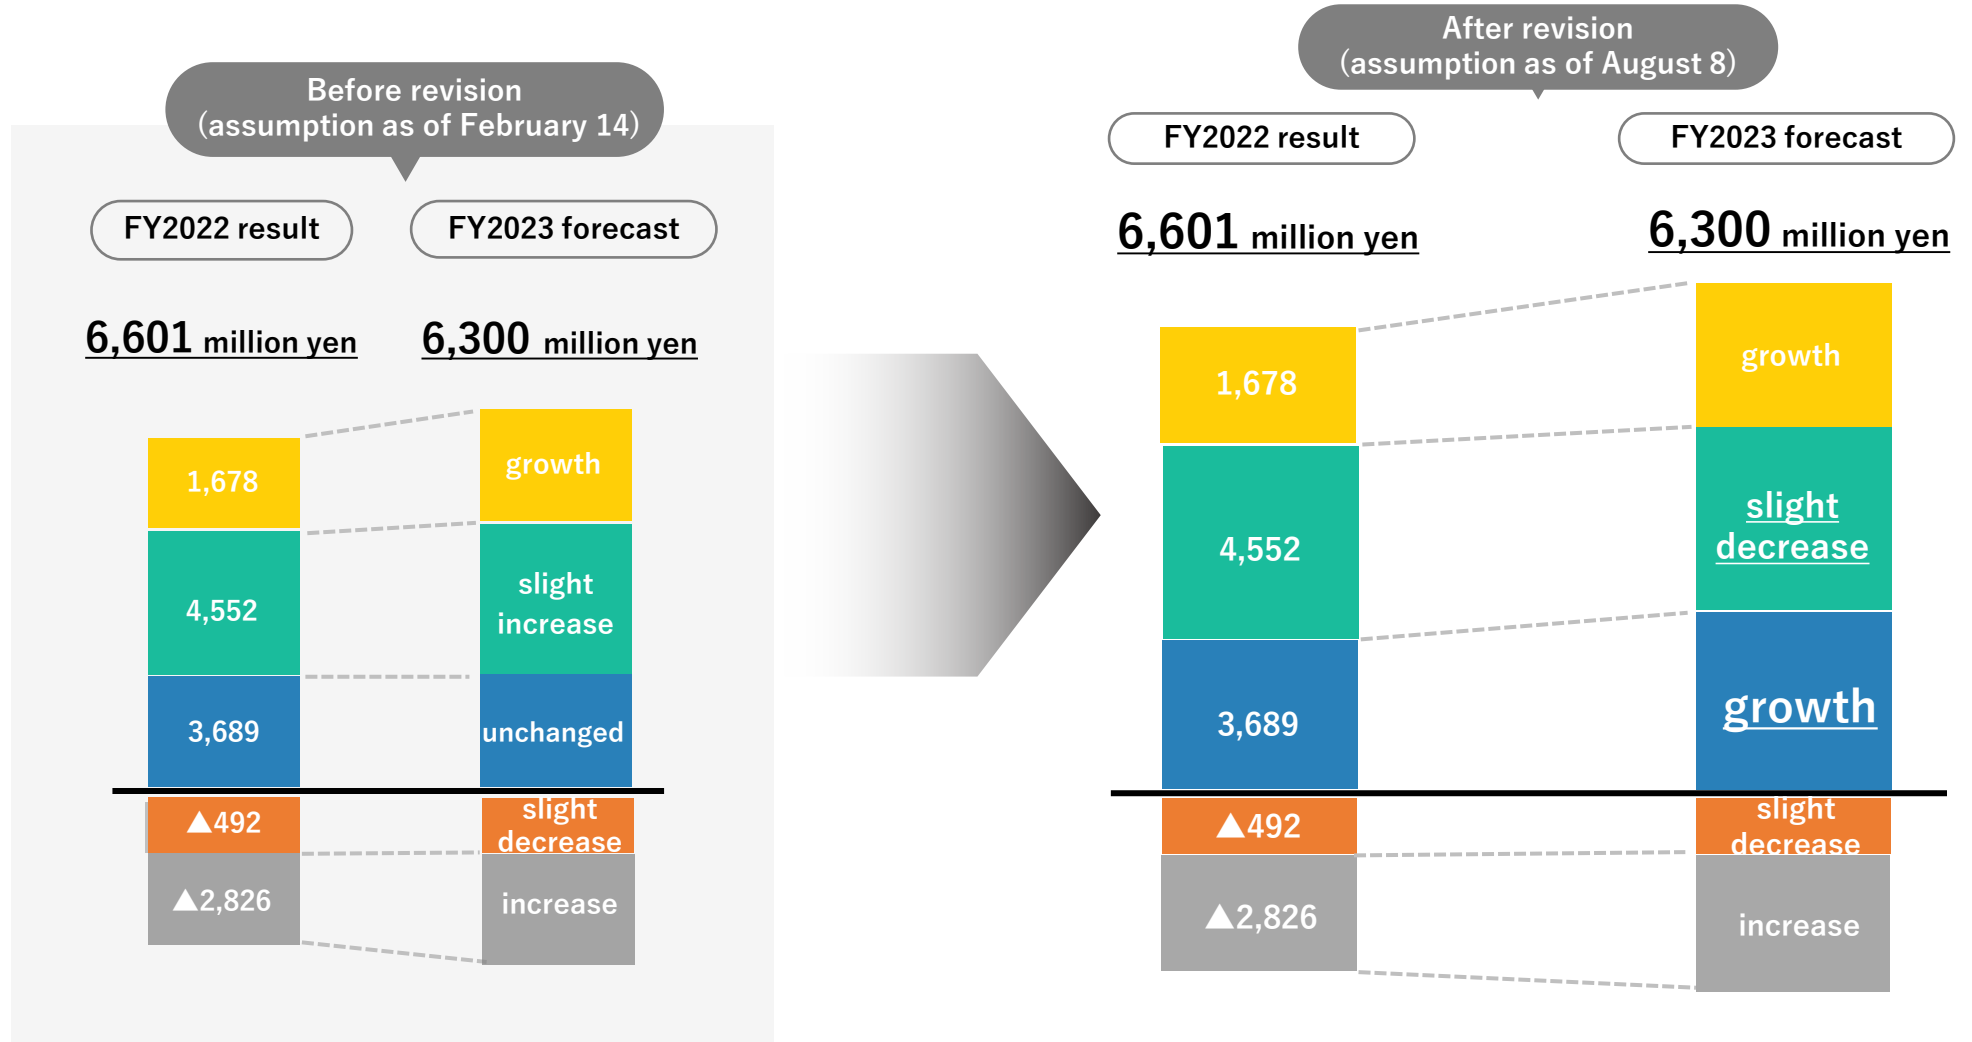 Before revision
(assumption as of February 14)
FY2022 result
FY2023 forecast
6,601 million yen
6,300 million yen
1,678
growth
4,552
slight
increase
3,689
unchanged
▲492
slight
decrease
▲2,826
increase
After revision
(assumption as of August 8)
FY2022 result
FY2023 forecast
6,601 million yen
6,300 million yen
1,678
growth
4,552
slight
decrease
3,689
growth
▲492
slight
decrease
▲2,826
increase